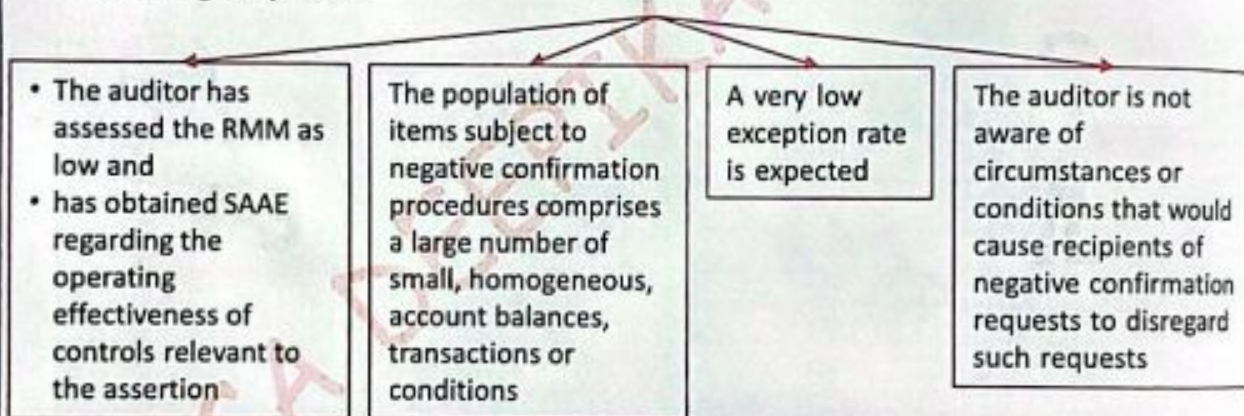 • The auditor has
assessed the RMM as
low and
• has obtained SAAE
regarding the
operating
effectiveness of
controls relevant to
the assertion
The population of
items subject to
negative confirmation
procedures comprises
a large number of
small, homogeneous,
account balances,
transactions or
conditions
A very low
exception rate
is expected
The auditor is not
aware of
circumstances or
conditions that would
cause recipients of
negative confirmation
requests to disregard
such requests
CA DEEPIKA